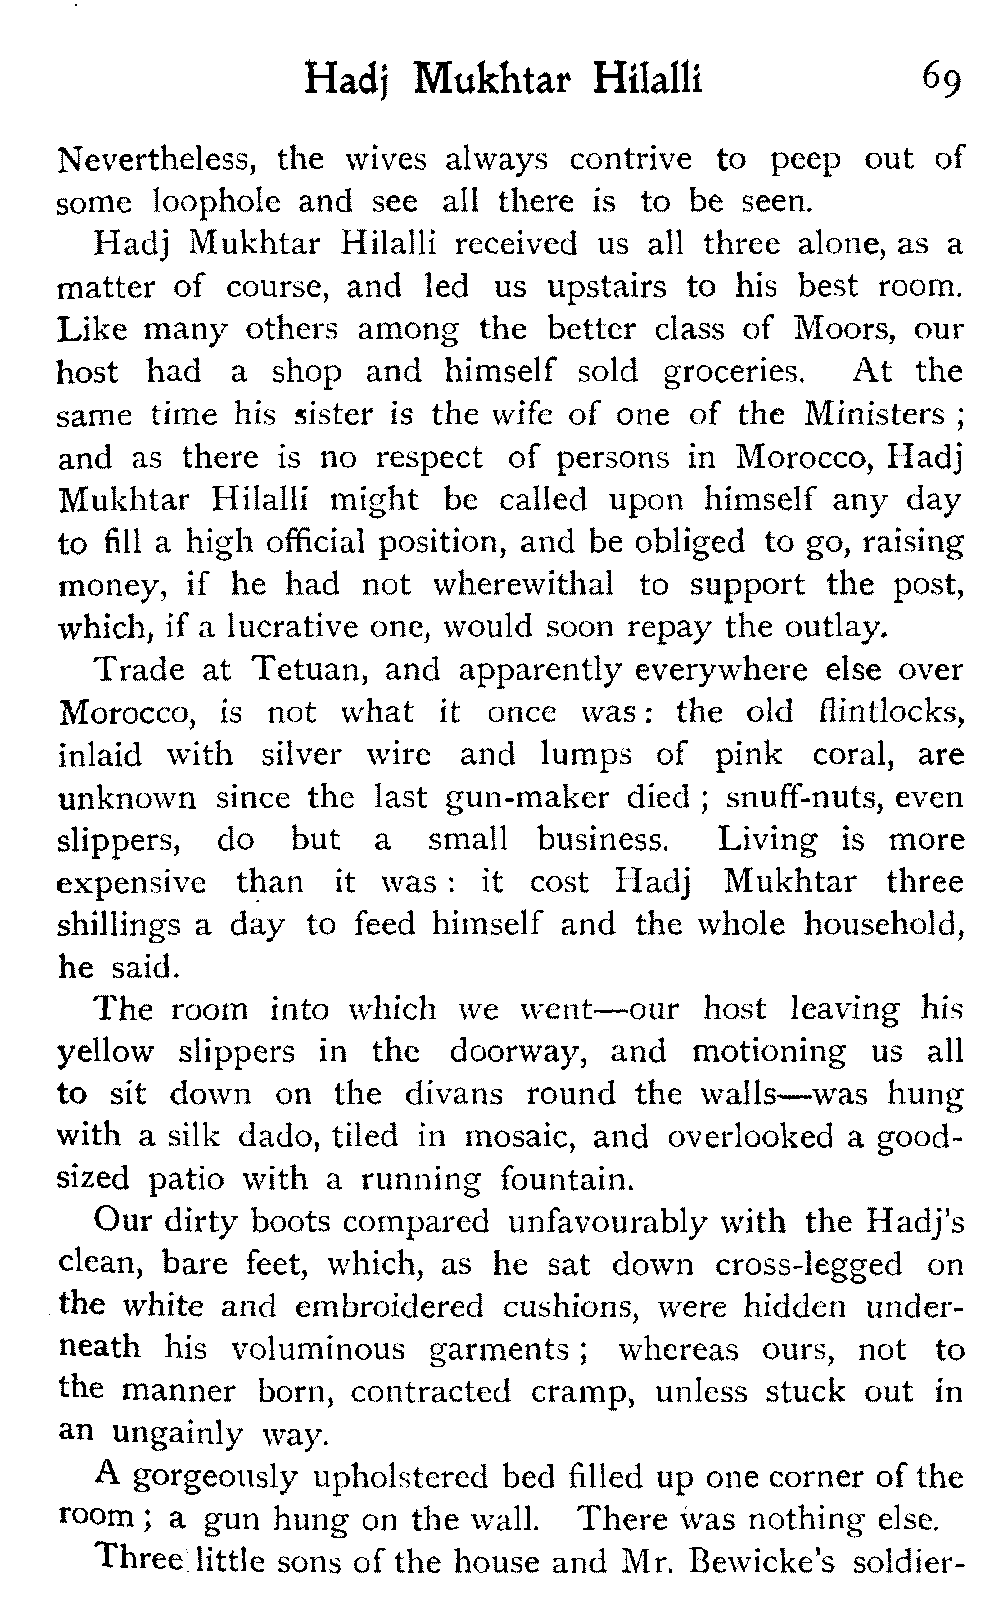 Hadj Mukhtar Hilalli 69
Nevertheless, the wives always contrive to peep out of
some loophole and see all there is to be seen.
Hadj Mukhtar Hilalli received us all three alone, as a
matter of course, and led us upstairs to his best room.
Like many others among the better class of Moors, our
host had a shop and himself sold groceries. At the
same time his sister is the wife of one of the Ministers ;
and as there is no respect of persons in Morocco, Hadj
Mukhtar Hilalli might be called upon himself any day
to fill a high official position, and be obliged to go, raising
money, if he had not wherewithal to support the post,
which, if a lucrative one, would soon repay the outlay.
Trade at Tetuan, and apparently everywhere else over
Morocco, is not what it once was : the old flintlocks,
inlaid with silver wire and lumps of pink coral, are
unknown since the last gun-maker died ; snuff-nuts, even
slippers, do but a small business. Living is more
expensive than it was : it cost Hadj Mukhtar three
shillings a day to feed himself and the whole household,
he said.
The room into which we went—our host leaving his
yellow slippers in the doorway, and motioning us all
to sit down on the divans round the walls—was hung
with a silk dado, tiled in mosaic, and overlooked a good-
sized patio with a running fountain.
Our dirty boots compared unfavourably with the Hadj's
clean, bare feet, which, as he sat down cross-legged on
the white and embroidered cushions, were hidden under-
neath his voluminous garments ; whereas ours, not to
the manner born, contracted cramp, unless stuck out in
an ungainly way.
A gorgeously upholstered bed filled up one corner of the
room ; a gun hung on the wall. There was nothing else.
Three little sons of the house and Mr. Bewicke's soldier-